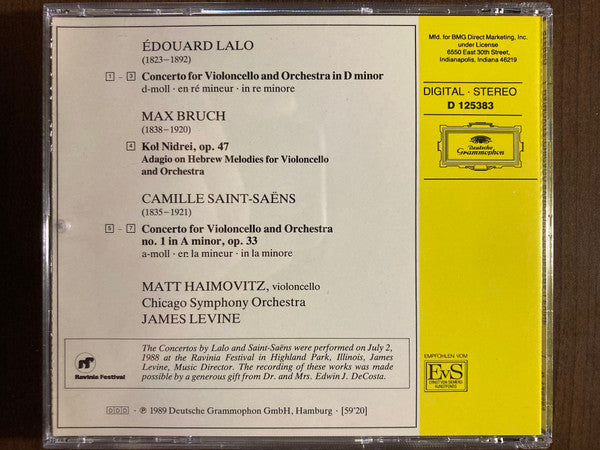 ÉDOUARD LALO
(1823–1892)
1 – 3 Concerto for Violoncello and Orchestra in D minor
d-moll · en ré mineur · in re minore
MAX BRUCH
(1838–1920)
4 Kol Nidrei, op. 47
Adagio on Hebrew Melodies for Violoncello
and Orchestra
CAMILLE SAINT-SAËNS
(1835–1921)
5 – 7 Concerto for Violoncello and Orchestra
no. 1 in A minor, op. 33
a-moll · en la mineur · in la minore
MATT HAIMOVITZ, violoncello
Chicago Symphony Orchestra
JAMES LEVINE
Ravinia Festival
The Concertos by Lalo and Saint-Saëns were performed on July 2,
1988 at the Ravinia Festival in Highland Park, Illinois, James
Levine, Music Director. The recording of these works was made
possible by a generous gift from Dr. and Mrs. Edwin J. DeCosta.
DDD · ℗ 1989 Deutsche Grammophon GmbH, Hamburg · [59'20]
Mfd. for BMG Direct Marketing, Inc.
under License
6550 East 30th Street,
Indianapolis, Indiana 46219
DIGITAL · STEREO
D 125383
Deutsche
Grammophon
EMPFOHLEN VOM
EvS
ERNST VON SIEMENS
KUNSTFONDS